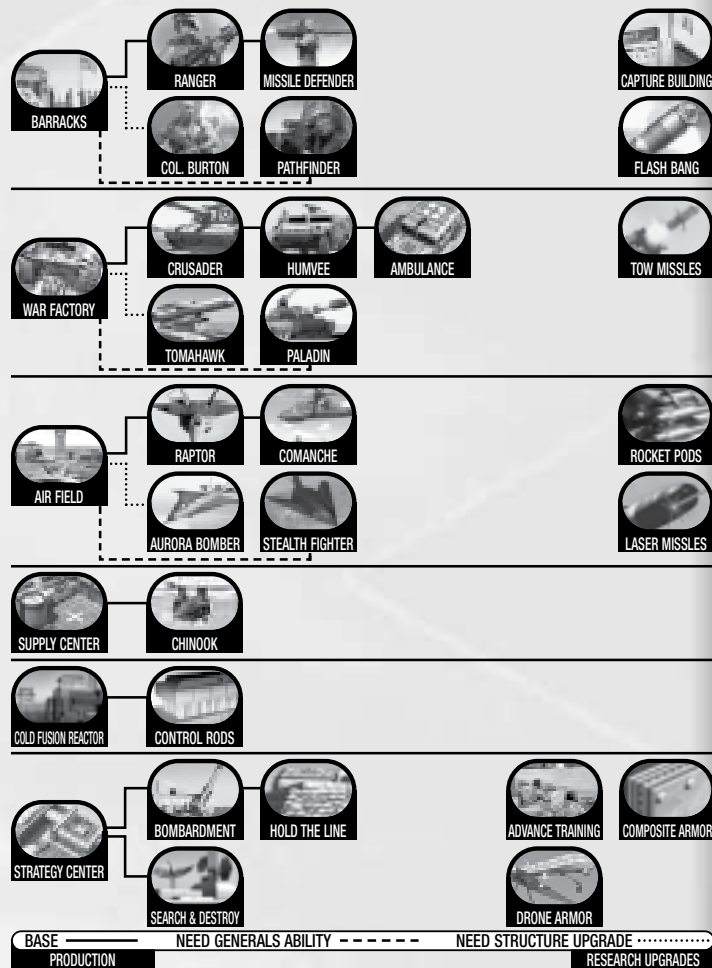 RANGER MISSILE DEFENDER CAPTURE BUILDING
BARRACKS
COL. BURTON PATHFINDER FLASH BANG
CRUSADER HUMVEE AMBULANCE TOW MISSLES
WAR FACTORY
TOMAHAWK PALADIN
RAPTOR COMANCHE ROCKET PODS
AIR FIELD
AURORA BOMBER STEALTH FIGHTER LASER MISSLES
SUPPLY CENTER CHINOOK
COLD FUSION REACTOR CONTROL RODS
BOMBARDMENT HOLD THE LINE ADVANCE TRAINING COMPOSITE ARMOR
STRATEGY CENTER
SEARCH & DESTROY DRONE ARMOR
BASE NEED GENERALS ABILITY NEED STRUCTURE UPGRADE
PRODUCTION RESEARCH UPGRADES